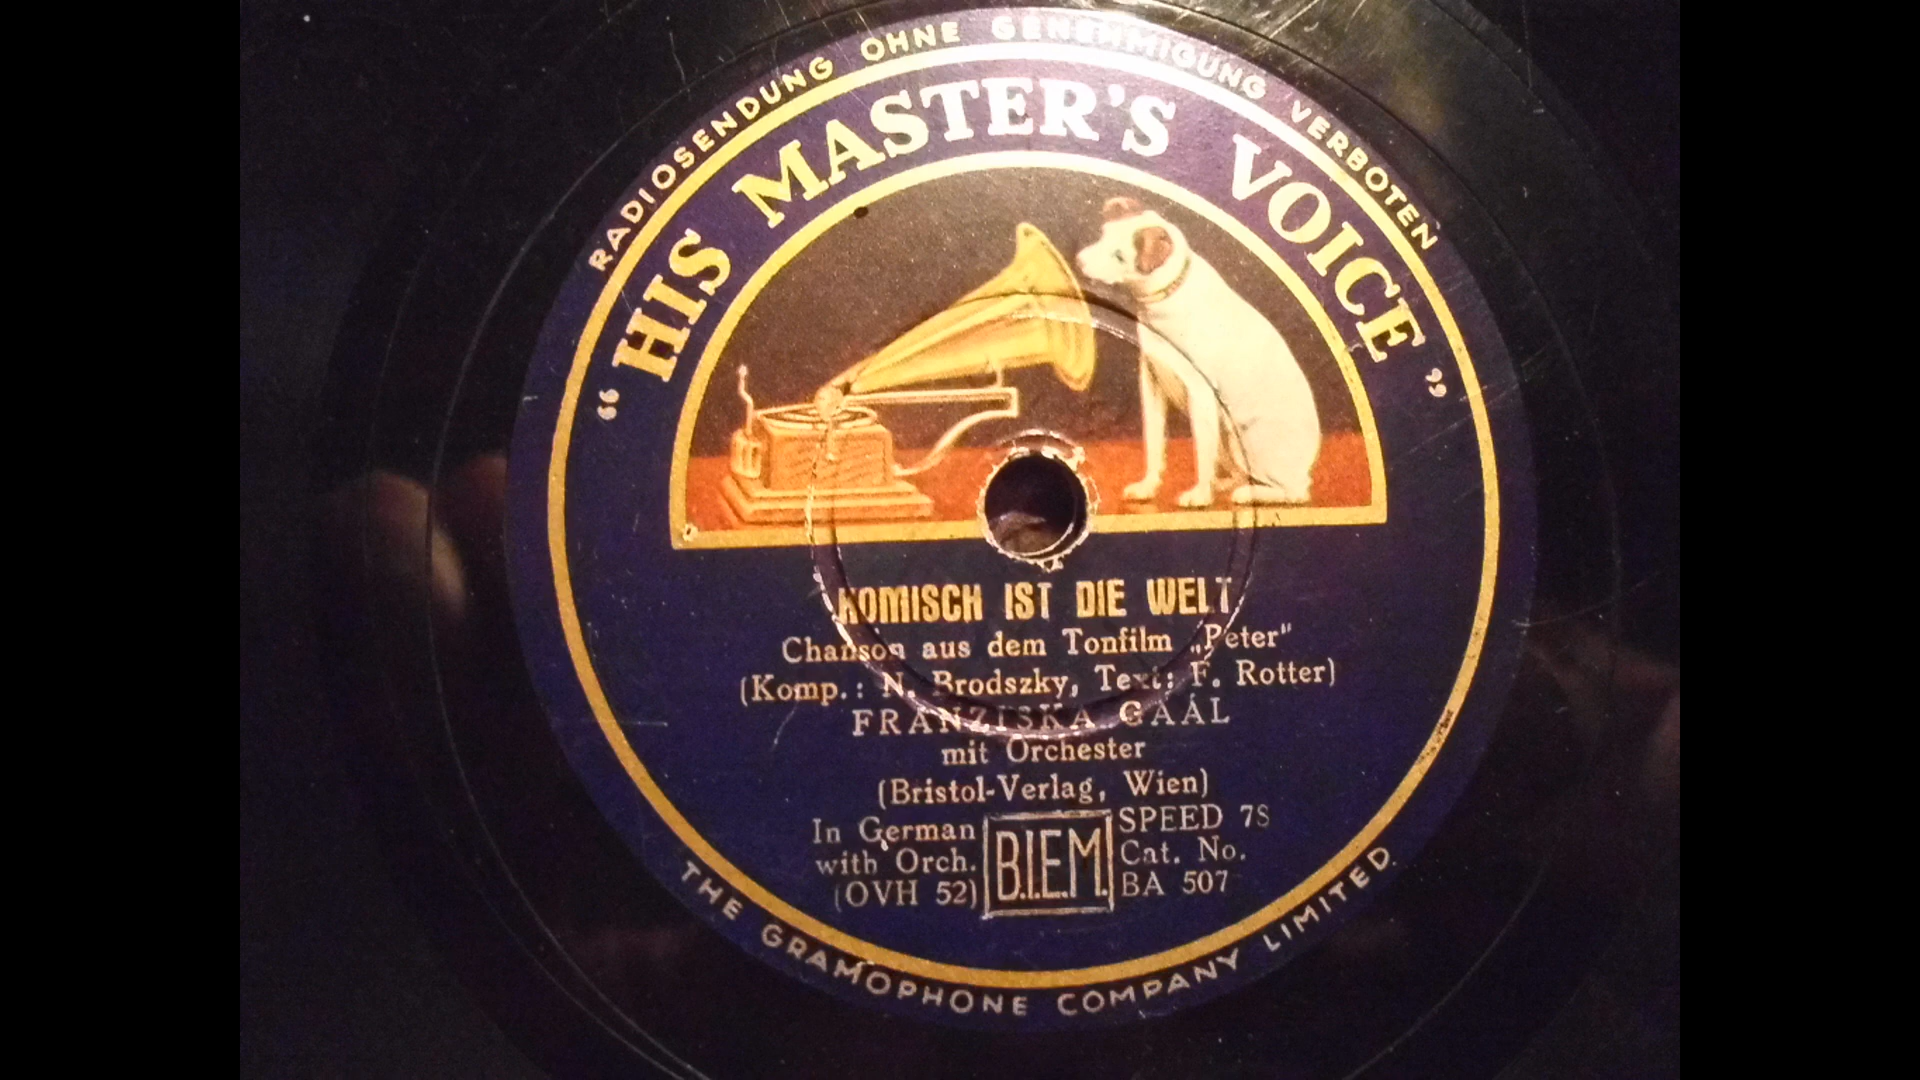 RADIOSENDUNG OHNE GENEHMIGUNG VERBOTEN
“HIS MASTER'S VOICE”
KOMISCH IST DIE WELT
Chanson aus dem Tonfilm „Peter"
(Komp.: N. Brodszky, Text: F. Rotter)
FRANZISKA GAÁL
mit Orchester
(Bristol-Verlag, Wien)
In German
with Orch.
(OVH 52)
B.I.E.M.
SPEED 78
Cat. No.
BA 507
THE GRAMOPHONE COMPANY LIMITED.